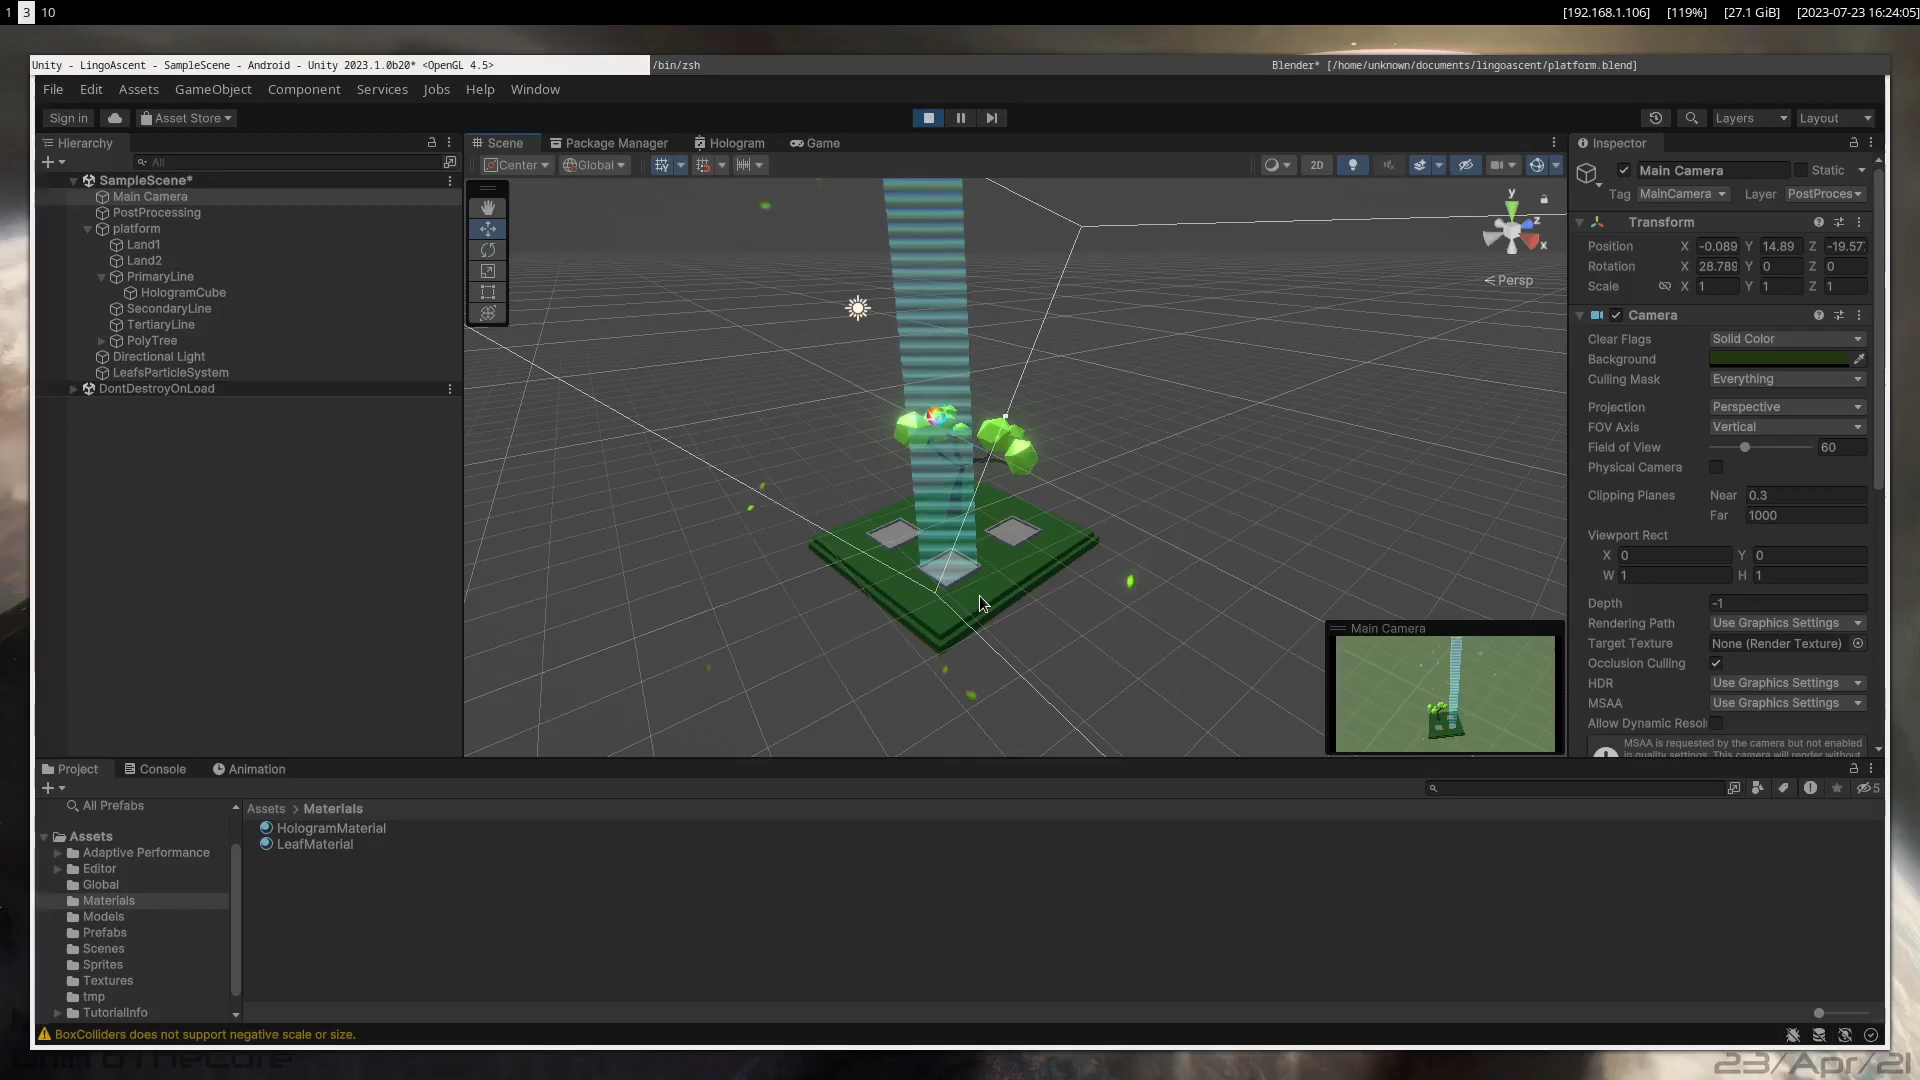 1 3 10 [192.168.1.106] [119%] [27.1 GiB] [2023-07-23 16:24:05]
Unity - LingoAscent - SampleScene - Android - Unity 2023.1.0b20* <OpenGL 4.5> /bin/zsh Blender* [/home/unknown/documents/lingoascent/platform.blend]
File Edit Assets GameObject Component Services Jobs Help Window
Sign in Asset Store Layers Layout
Hierarchy
All
SampleScene*
Main Camera
PostProcessing
platform
Land1
Land2
PrimaryLine
HologramCube
SecondaryLine
TertiaryLine
PolyTree
Directional Light
LeafsParticleSystem
DontDestroyOnLoad
Scene Package Manager Hologram Game
Center Global 2D
y
z
x
Persp
Main Camera
Inspector
Main Camera Static
Tag MainCamera Layer PostProces
Transform
Position X -0.089 Y 14.89 Z -19.57
Rotation X 28.789 Y 0 Z 0
Scale X 1 Y 1 Z 1
Camera
Clear Flags Solid Color
Background
Culling Mask Everything
Projection Perspective
FOV Axis Vertical
Field of View 60
Physical Camera
Clipping Planes Near 0.3
Far 1000
Viewport Rect
X 0 Y 0
W 1 H 1
Depth -1
Rendering Path Use Graphics Settings
Target Texture None (Render Texture)
Occlusion Culling
HDR Use Graphics Settings
MSAA Use Graphics Settings
Allow Dynamic Resol
MSAA is requested by the camera but not enabled
in quality settings. This camera will render without
Project Console Animation
5
All Prefabs
Assets
Adaptive Performance
Editor
Global
Materials
Models
Prefabs
Scenes
Sprites
Textures
tmp
TutorialInfo
Assets > Materials
HologramMaterial
LeafMaterial
BoxColliders does not support negative scale or size.
23/Apr/21